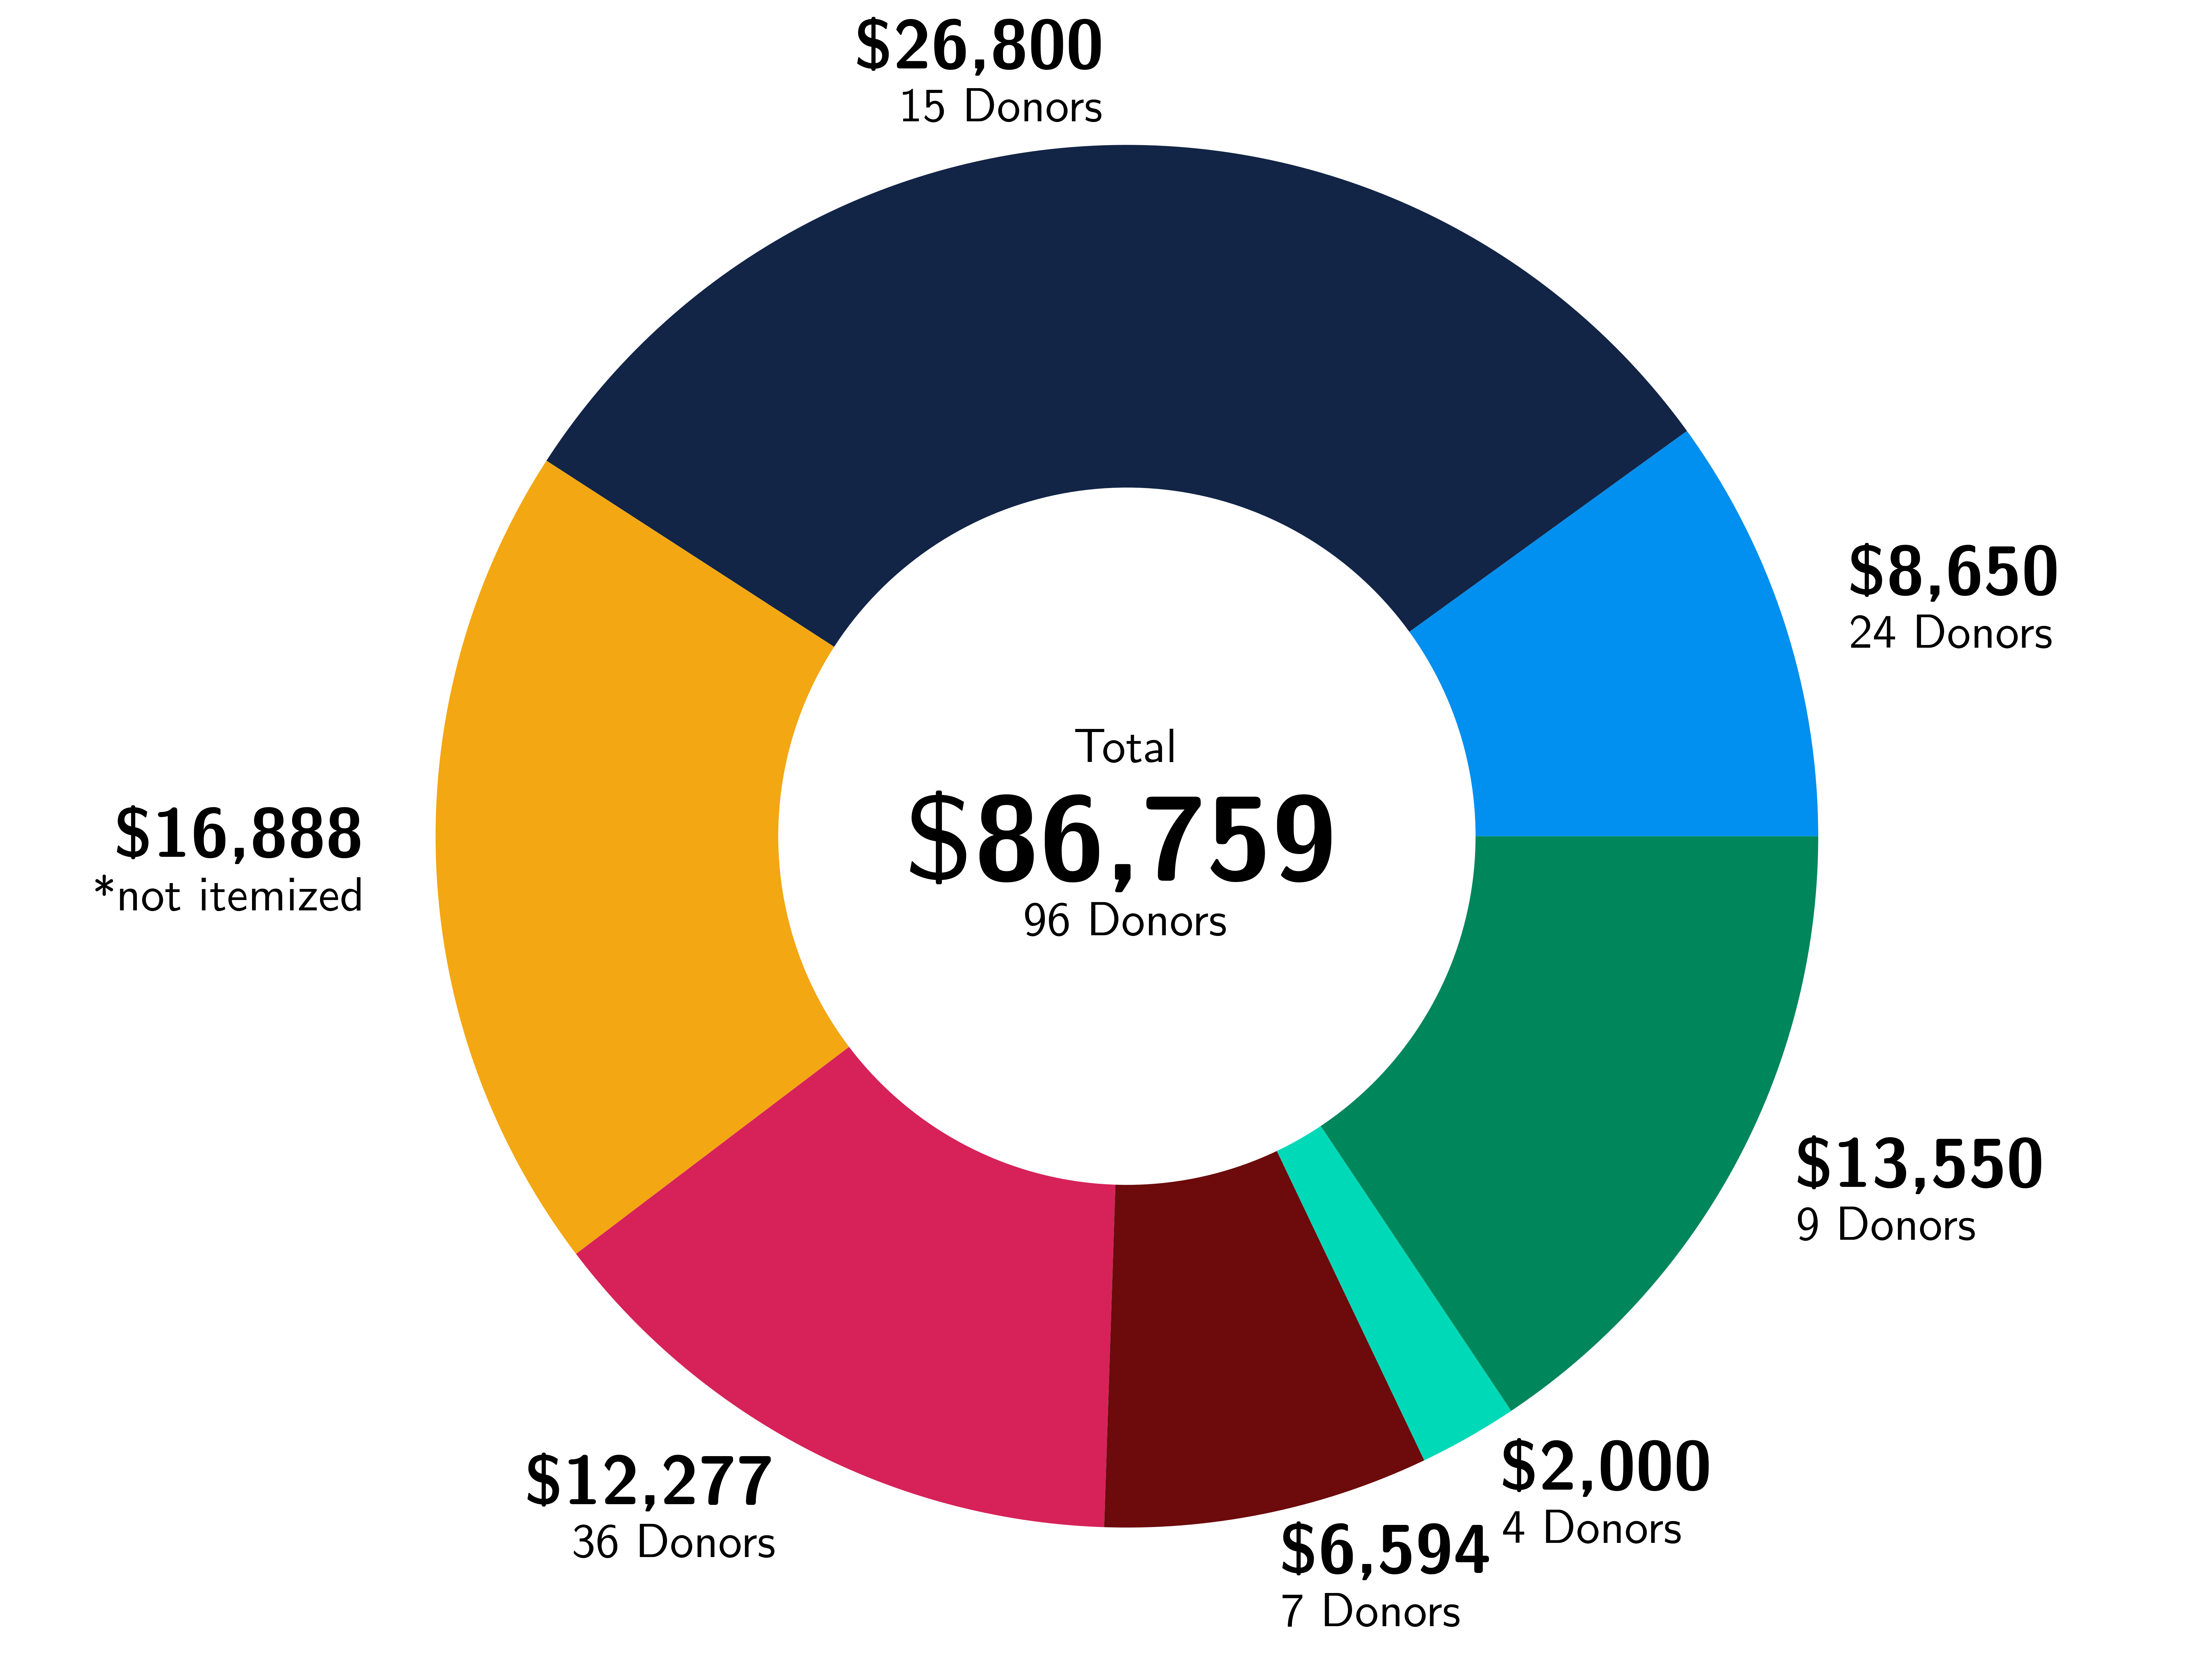 $26,800
15 Donors
$8,650
24 Donors
Total
$86,759
96 Donors
$16,888
*not itemized
$13,550
9 Donors
$2,000
4 Donors
$12,277
36 Donors
$6,594
7 Donors